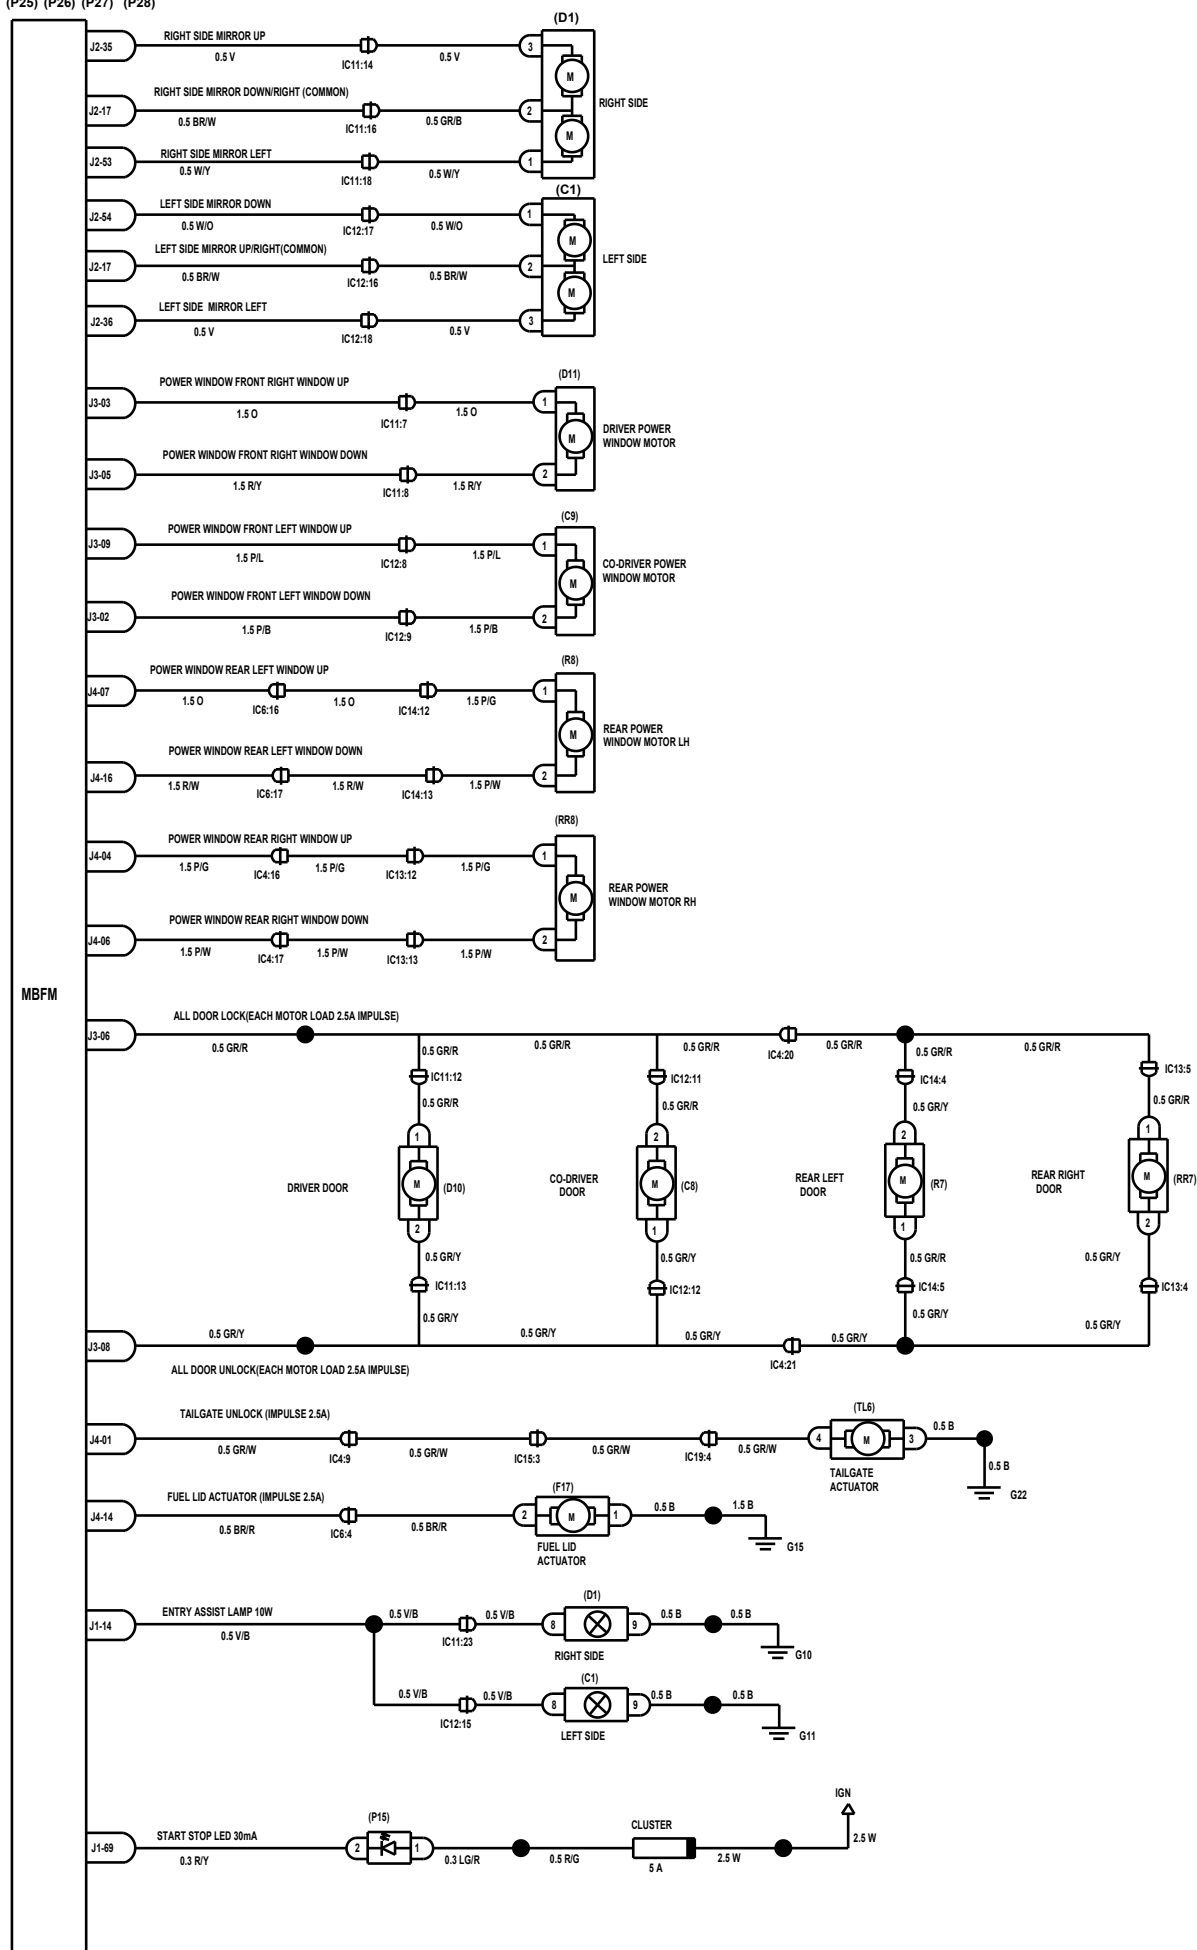 (P25) (P26) (P27) (P28)
(D1)
J2-35
RIGHT SIDE MIRROR UP
0.5 V
IC11:14
0.5 V
3
M
J2-17
RIGHT SIDE MIRROR DOWN/RIGHT (COMMON)
0.5 BR/W
IC11:16
0.5 GR/B
2
M
RIGHT SIDE
J2-53
RIGHT SIDE MIRROR LEFT
0.5 W/Y
IC11:18
0.5 W/Y
1
(C1)
J2-54
LEFT SIDE MIRROR DOWN
0.5 W/O
IC12:17
0.5 W/O
1
M
J2-17
LEFT SIDE MIRROR UP/RIGHT(COMMON)
0.5 BR/W
IC12:16
0.5 BR/W
2
M
LEFT SIDE
J2-36
LEFT SIDE MIRROR LEFT
0.5 V
IC12:18
0.5 V
3
(D11)
J3-03
POWER WINDOW FRONT RIGHT WINDOW UP
1.5 O
IC11:7
1.5 O
1
M
DRIVER POWER
WINDOW MOTOR
J3-05
POWER WINDOW FRONT RIGHT WINDOW DOWN
1.5 R/Y
IC11:8
1.5 R/Y
2
(C9)
J3-09
POWER WINDOW FRONT LEFT WINDOW UP
1.5 P/L
IC12:8
1.5 P/L
1
M
CO-DRIVER POWER
WINDOW MOTOR
J3-02
POWER WINDOW FRONT LEFT WINDOW DOWN
1.5 P/B
IC12:9
1.5 P/B
2
(R8)
J4-07
POWER WINDOW REAR LEFT WINDOW UP
1.5 O
IC6:16
1.5 O
IC14:12
1.5 P/G
1
M
REAR POWER
WINDOW MOTOR LH
J4-16
POWER WINDOW REAR LEFT WINDOW DOWN
1.5 R/W
IC6:17
1.5 R/W
IC14:13
1.5 P/W
2
(RR8)
J4-04
POWER WINDOW REAR RIGHT WINDOW UP
1.5 P/G
IC4:16
1.5 P/G
IC13:12
1.5 P/G
1
M
REAR POWER
WINDOW MOTOR RH
J4-06
POWER WINDOW REAR RIGHT WINDOW DOWN
1.5 P/W
IC4:17
1.5 P/W
IC13:13
1.5 P/W
2
MBFM
J3-06
ALL DOOR LOCK(EACH MOTOR LOAD 2.5A IMPULSE)
0.5 GR/R
0.5 GR/R
0.5 GR/R
0.5 GR/R
IC4:20
0.5 GR/R
0.5 GR/R
0.5 GR/R
IC11:12
0.5 GR/R
IC12:11
0.5 GR/R
IC14:4
0.5 GR/Y
IC13:5
0.5 GR/R
1
2
2
1
DRIVER DOOR
M
(D10)
CO-DRIVER
DOOR
M
(C8)
REAR LEFT
DOOR
M
(R7)
REAR RIGHT
DOOR
M
(RR7)
2
1
1
2
0.5 GR/Y
0.5 GR/Y
0.5 GR/R
0.5 GR/Y
IC11:13
IC12:12
IC14:5
IC13:4
0.5 GR/Y
0.5 GR/Y
0.5 GR/Y
J3-08
0.5 GR/Y
0.5 GR/Y
0.5 GR/Y
IC4:21
0.5 GR/Y
ALL DOOR UNLOCK(EACH MOTOR LOAD 2.5A IMPULSE)
J4-01
TAILGATE UNLOCK (IMPULSE 2.5A)
0.5 GR/W
IC4:9
0.5 GR/W
IC15:3
0.5 GR/W
IC19:4
0.5 GR/W
(TL6)
4
M
3
0.5 B
0.5 B
G22
TAILGATE
ACTUATOR
J4-14
FUEL LID ACTUATOR (IMPULSE 2.5A)
0.5 BR/R
IC6:4
0.5 BR/R
(F17)
2
M
1
0.5 B
1.5 B
G15
FUEL LID
ACTUATOR
J1-14
ENTRY ASSIST LAMP 10W
0.5 V/B
0.5 V/B
IC11:23
0.5 V/B
(D1)
8
9
0.5 B
0.5 B
G10
RIGHT SIDE
0.5 V/B
IC12:15
0.5 V/B
(C1)
8
9
0.5 B
0.5 B
G11
LEFT SIDE
J1-69
START STOP LED 30mA
0.3 R/Y
(P15)
2
1
0.3 LG/R
0.5 R/G
CLUSTER
5 A
2.5 W
IGN
2.5 W